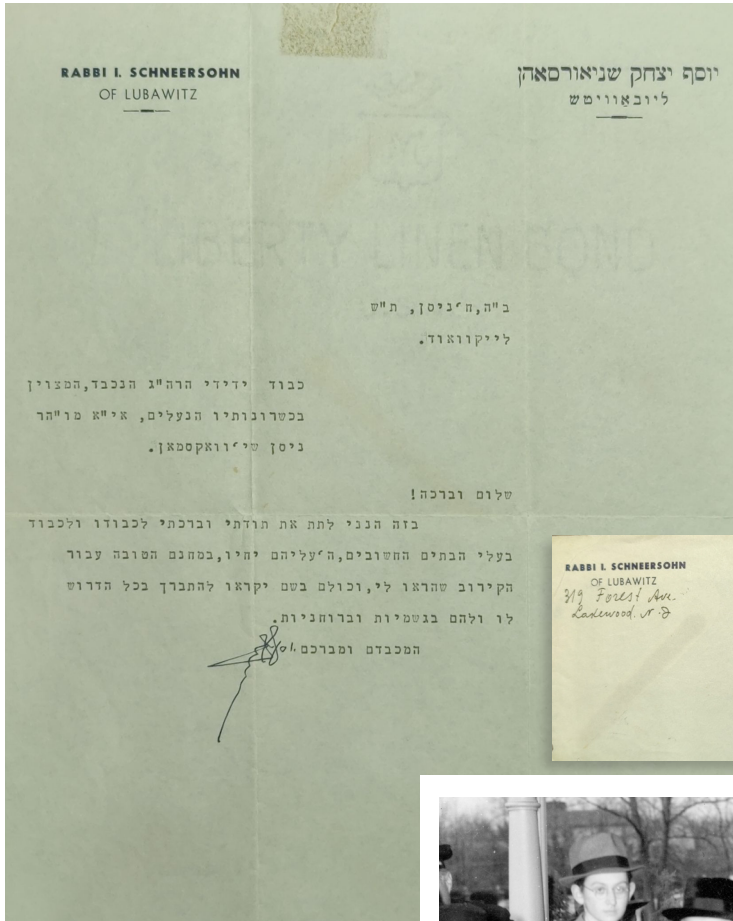 RABBI I. SCHNEERSOHN
OF LUBAWITZ
יוסף יצחק שניאורסאהן
ליובאוויטש
ב"ה,ח'ניסן, ת"ש
לייקוואוד.
כבוד ידידי הרה"ג הנכבד,המצוין
בכשרונותיו הנעלים, אי"א מו"הר
ניסן שי'וואקסמאן.
שלום וברכה!
בזה הנני לתת את תודתי וברכתי לכבודו ולכבוד
בעלי הבתים החשובים,ה'עליהם יחיו,במחנם הטובה עבור
הקירוב שהראו לי,וכולם בשם יקראו להתברך בכל הדרוש
לו ולהם בגשמיות וברוחניות.
המכבדם ומברכם.
RABBI I. SCHNEERSOHN
OF LUBAWITZ
319 Forest Ave.
Lakewood. N.J